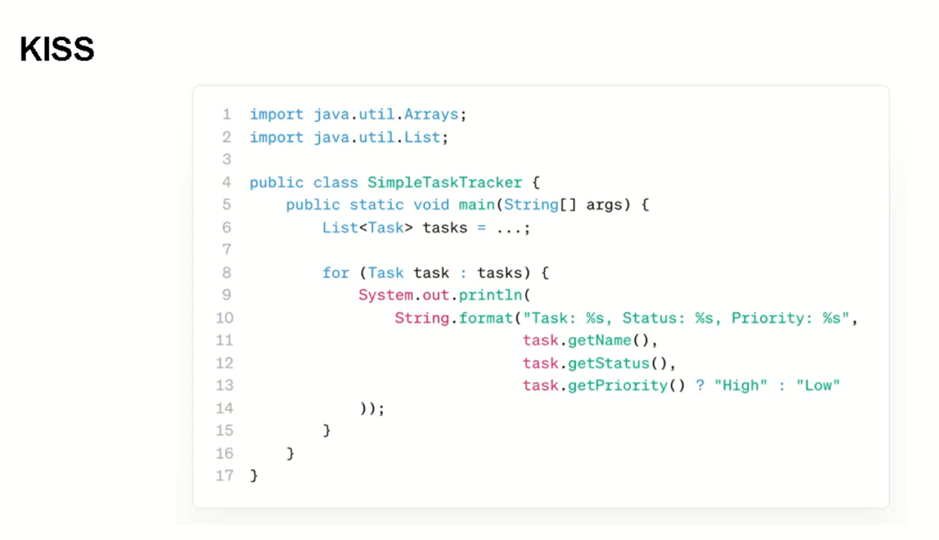 KISS
1 import java.util.Arrays;
2 import java.util.List;
3
4 public class SimpleTaskTracker {
5     public static void main(String[] args) {
6         List<Task> tasks = ...;
7
8         for (Task task : tasks) {
9             System.out.println(
10                 String.format("Task: %s, Status: %s, Priority: %s",
11                               task.getName(),
12                               task.getStatus(),
13                               task.getPriority() ? "High" : "Low"
14             ));
15         }
16     }
17 }